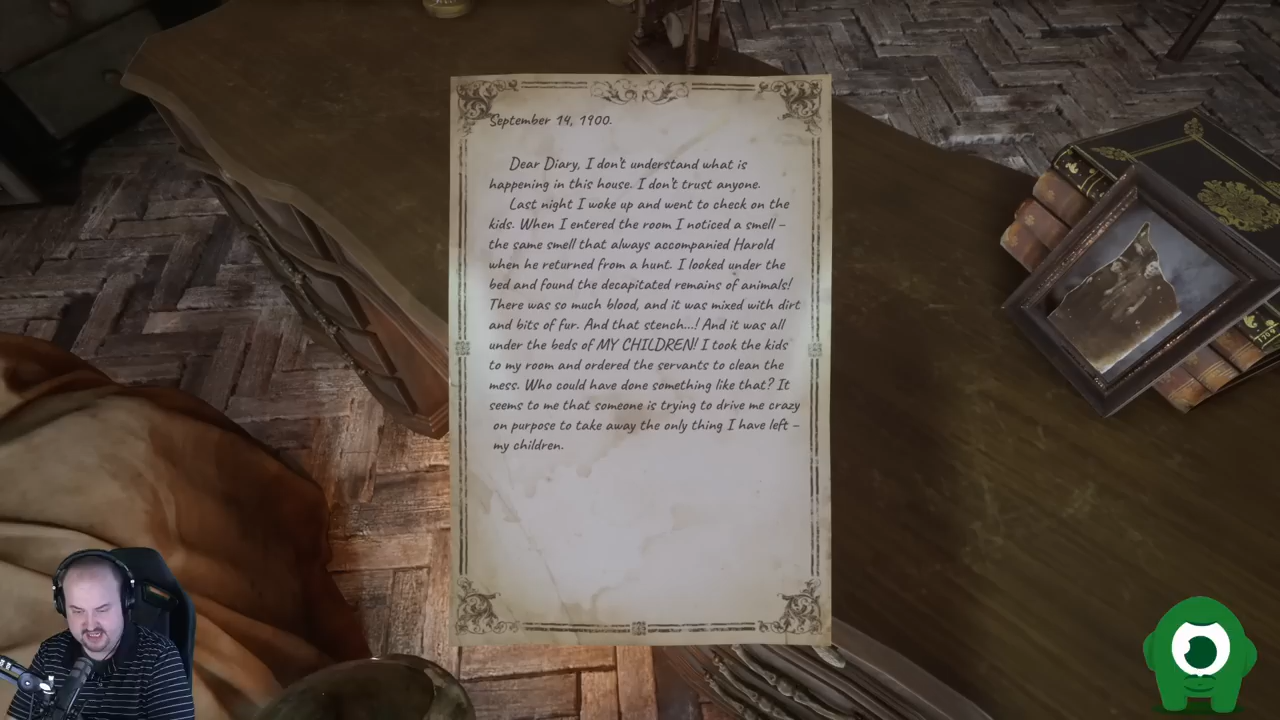 September 14, 1900.
Dear Diary, I don't understand what is
happening in this house. I don't trust anyone.
Last night I woke up and went to check on the
kids. When I entered the room I noticed a smell –
the same smell that always accompanied Harold
when he returned from a hunt. I looked under the
bed and found the decapitated remains of animals!
There was so much blood, and it was mixed with dirt
and bits of fur. And that stench...! And it was all
under the beds of MY CHILDREN! I took the kids
to my room and ordered the servants to clean the
mess. Who could have done something like that? It
seems to me that someone is trying to drive me crazy
on purpose to take away the only thing I have left –
my children.